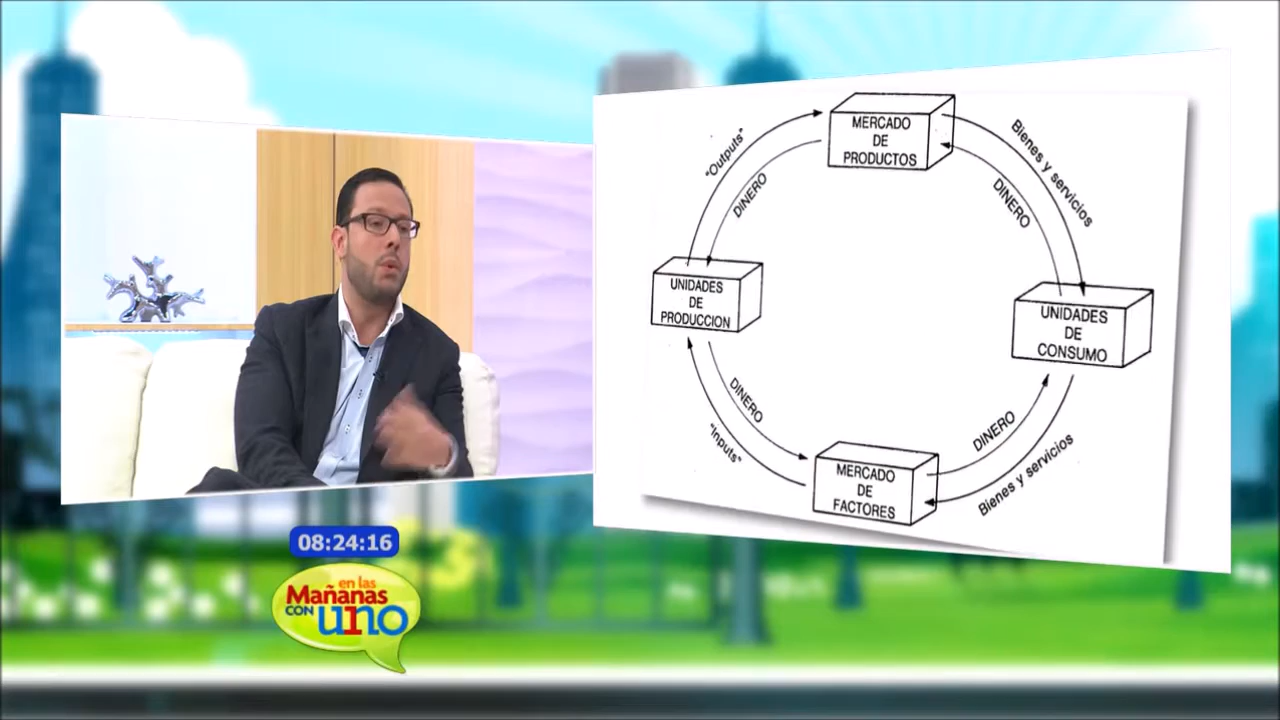 MERCADO
DE
PRODUCTOS
"Outputs"
DINERO
Bienes y servicios
DINERO
UNIDADES
DE
PRODUCCION
UNIDADES
DE
CONSUMO
DINERO
"Inputs"
DINERO
Bienes y servicios
MERCADO
DE
FACTORES
08:24:16
en las
Mañanas
CON uno